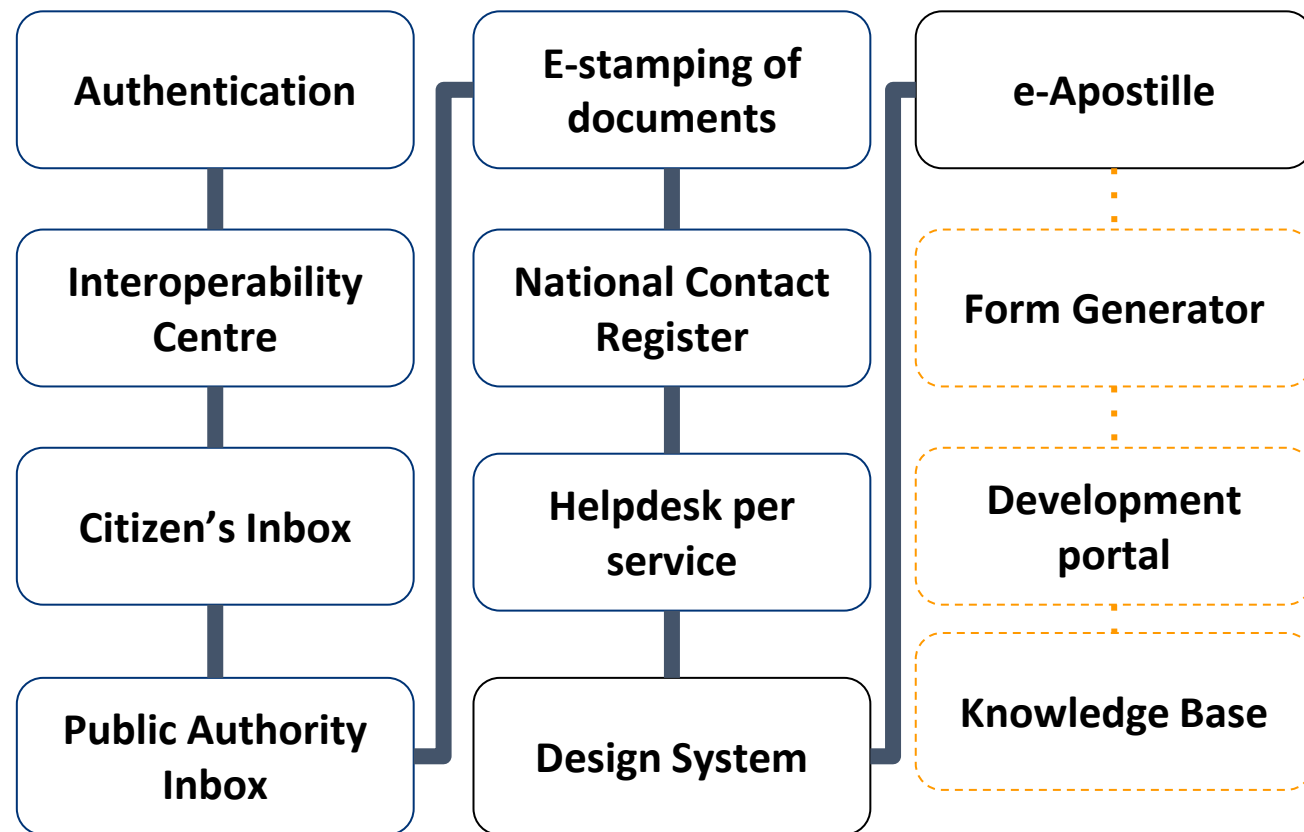 Authentication
Interoperability
Centre
Citizen’s Inbox
Public Authority
Inbox
E-stamping of
documents
National Contact
Register
Helpdesk per
service
Design System
e-Apostille
Form Generator
Development
portal
Knowledge Base